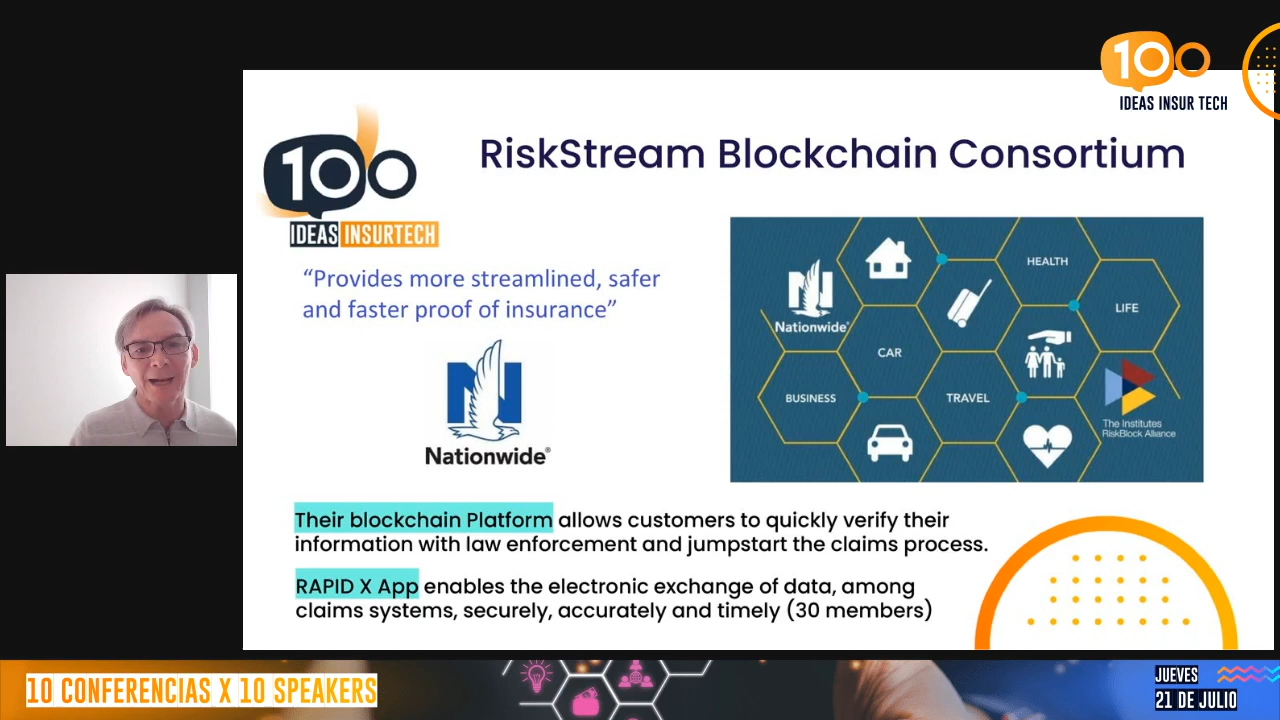 100
IDEAS INSUR TECH
100
IDEAS INSURTECH
RiskStream Blockchain Consortium
“Provides more streamlined, safer
and faster proof of insurance”
Nationwide®
Nationwide®
HEALTH
LIFE
CAR
BUSINESS
TRAVEL
The Institutes
RiskBlock Alliance
Their blockchain Platform allows customers to quickly verify their
information with law enforcement and jumpstart the claims process.
RAPID X App enables the electronic exchange of data, among
claims systems, securely, accurately and timely (30 members)
10 CONFERENCIAS X 10 SPEAKERS
JUEVES
21 DE JULIO